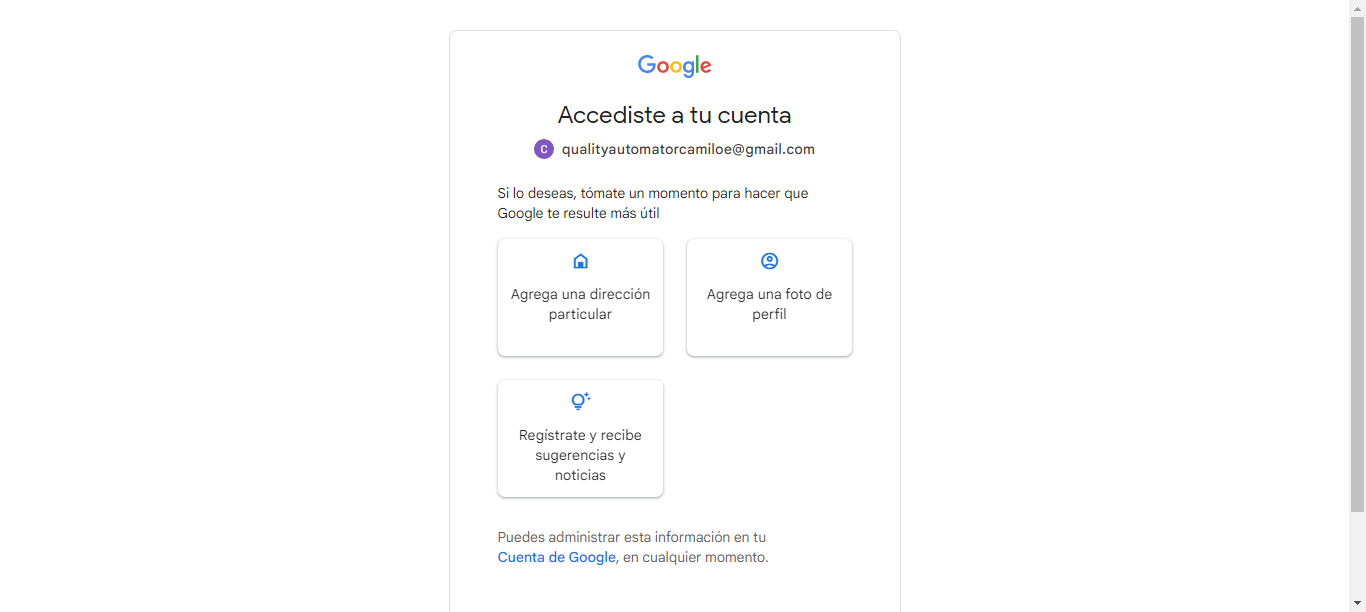 Google
Accediste a tu cuenta
C qualityautomatorcamiloe@gmail.com
Si lo deseas, tómate un momento para hacer que
Google te resulte más útil
Agrega una dirección
particular
Agrega una foto de
perfil
Regístrate y recibe
sugerencias y
noticias
Puedes administrar esta información en tu
Cuenta de Google, en cualquier momento.